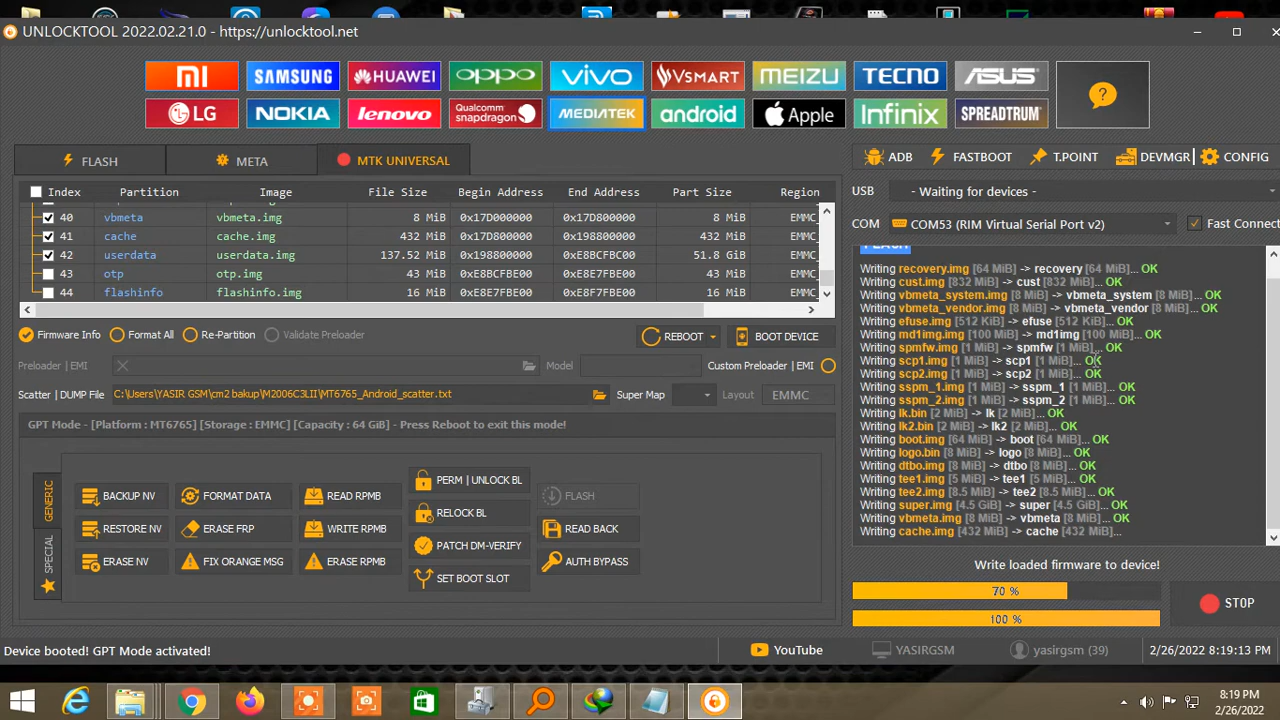 UNLOCKTOOL 2022.02.21.0 - https://unlocktool.net
MI SAMSUNG HUAWEI OPPO VIVO VSMART MEIZU TECNO ASUS
LG NOKIA lenovo Qualcomm snapdragon MEDIATEK android Apple Infinix SPREADTRUM ?
FLASH META MTK UNIVERSAL
ADB FASTBOOT T.POINT DEVMGR CONFIG
Index Partition Image File Size Begin Address End Address Part Size Region
40 vbmeta vbmeta.img 8 MiB 0x17D000000 0x17D800000 8 MiB EMMC_
41 cache cache.img 432 MiB 0x17D800000 0x198800000 432 MiB EMMC_
42 userdata userdata.img 137.52 MiB 0x198800000 0xE8BCFBE00 51.8 GiB EMMC_
43 otp otp.img 43 MiB 0xE8BCFBE00 0xE8E7FBE00 43 MiB EMMC_
44 flashinfo flashinfo.img 16 MiB 0xE8E7FBE00 0xE8F7FBE00 16 MiB EMMC_
Firmware Info Format All Re-Partition Validate Preloader REBOOT BOOT DEVICE
Preloader | EMI Model Custom Preloader | EMI
Scatter | DUMP File C:\Users\YASIR GSM\cm2 bakup\M2006C3LII\MT6765_Android_scatter.txt Super Map Layout EMMC
GPT Mode - [Platform : MT6765] [Storage : EMMC] [Capacity : 64 GiB] - Press Reboot to exit this mode!
GENERIC
SPECIAL
BACKUP NV FORMAT DATA READ RPMB PERM | UNLOCK BL FLASH
RESTORE NV ERASE FRP WRITE RPMB RELOCK BL READ BACK
ERASE NV FIX ORANGE MSG ERASE RPMB PATCH DM-VERIFY AUTH BYPASS
SET BOOT SLOT
USB - Waiting for devices -
COM COM53 (RIM Virtual Serial Port v2) Fast Connect
FLASH
Writing recovery.img [64 MiB] -> recovery [64 MiB]... OK
Writing cust.img [832 MiB] -> cust [832 MiB]... OK
Writing vbmeta_system.img [8 MiB] -> vbmeta_system [8 MiB]... OK
Writing vbmeta_vendor.img [8 MiB] -> vbmeta_vendor [8 MiB]... OK
Writing efuse.img [512 KiB] -> efuse [512 KiB]... OK
Writing md1img.img [100 MiB] -> md1img [100 MiB]... OK
Writing spmfw.img [1 MiB] -> spmfw [1 MiB]... OK
Writing scp1.img [1 MiB] -> scp1 [1 MiB]... OK
Writing scp2.img [1 MiB] -> scp2 [1 MiB]... OK
Writing sspm_1.img [1 MiB] -> sspm_1 [1 MiB]... OK
Writing sspm_2.img [1 MiB] -> sspm_2 [1 MiB]... OK
Writing lk.bin [2 MiB] -> lk [2 MiB]... OK
Writing lk2.bin [2 MiB] -> lk2 [2 MiB]... OK
Writing boot.img [64 MiB] -> boot [64 MiB]... OK
Writing logo.bin [8 MiB] -> logo [8 MiB]... OK
Writing dtbo.img [8 MiB] -> dtbo [8 MiB]... OK
Writing tee1.img [5 MiB] -> tee1 [5 MiB]... OK
Writing tee2.img [8.5 MiB] -> tee2 [8.5 MiB]... OK
Writing super.img [4.5 GiB] -> super [4.5 GiB]... OK
Writing vbmeta.img [8 MiB] -> vbmeta [8 MiB]... OK
Writing cache.img [432 MiB] -> cache [432 MiB]...
Write loaded firmware to device!
70 %
100 %
STOP
Device booted! GPT Mode activated! YouTube YASIRGSM yasirgsm (39) 2/26/2022 8:19:13 PM
8:19 PM
2/26/2022